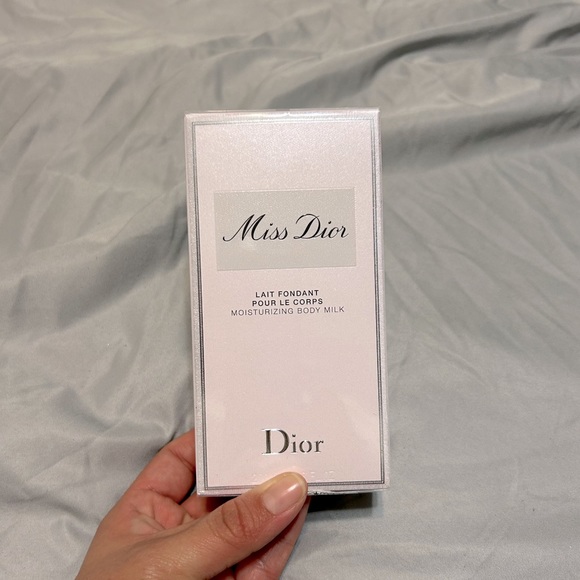 Miss Dior
LAIT FONDANT
POUR LE CORPS
MOISTURIZING BODY MILK
Dior